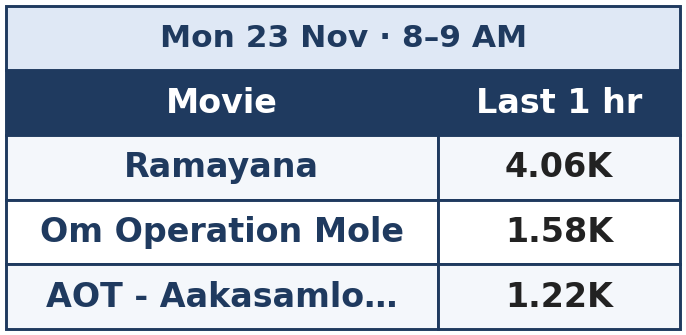 Mon 23 Nov · 8–9 AM
Movie Last 1 hr
Ramayana 4.06K
Om Operation Mole 1.58K
AOT - Aakasamlo... 1.22K